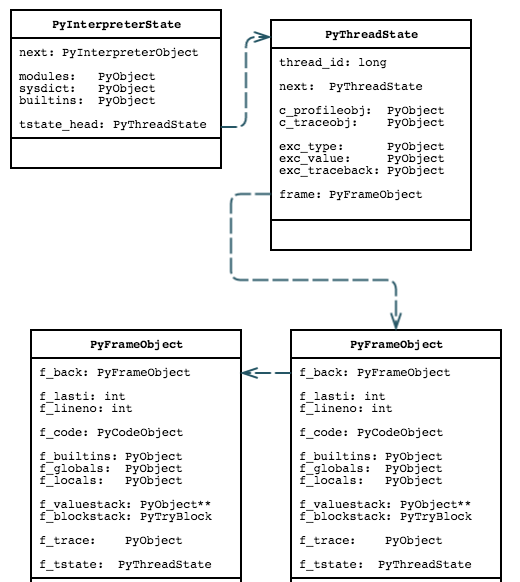 PyInterpreterState
next: PyInterpreterObject
modules: PyObject
sysdict: PyObject
builtins: PyObject
tstate_head: PyThreadState
PyThreadState
thread_id: long
next: PyThreadState
c_profileobj: PyObject
c_traceobj: PyObject
exc_type: PyObject
exc_value: PyObject
exc_traceback: PyObject
frame: PyFrameObject
PyFrameObject
f_back: PyFrameObject
f_lasti: int
f_lineno: int
f_code: PyCodeObject
f_builtins: PyObject
f_globals: PyObject
f_locals: PyObject
f_valuestack: PyObject**
f_blockstack: PyTryBlock
f_trace: PyObject
f_tstate: PyThreadState
PyFrameObject
f_back: PyFrameObject
f_lasti: int
f_lineno: int
f_code: PyCodeObject
f_builtins: PyObject
f_globals: PyObject
f_locals: PyObject
f_valuestack: PyObject**
f_blockstack: PyTryBlock
f_trace: PyObject
f_tstate: PyThreadState